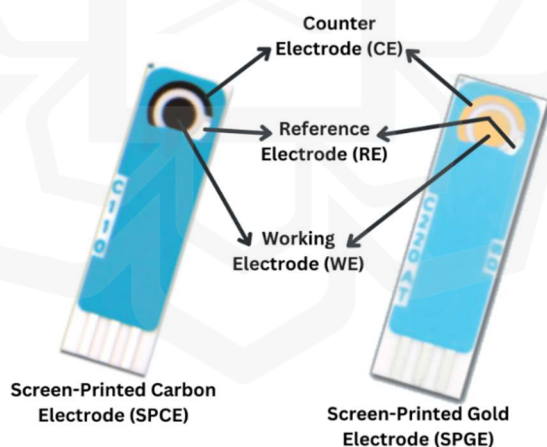 Counter
Electrode (CE)
Reference
Electrode (RE)
Working
Electrode (WE)
C110
Screen-Printed Carbon
Electrode (SPCE)
Screen-Printed Gold
Electrode (SPGE)